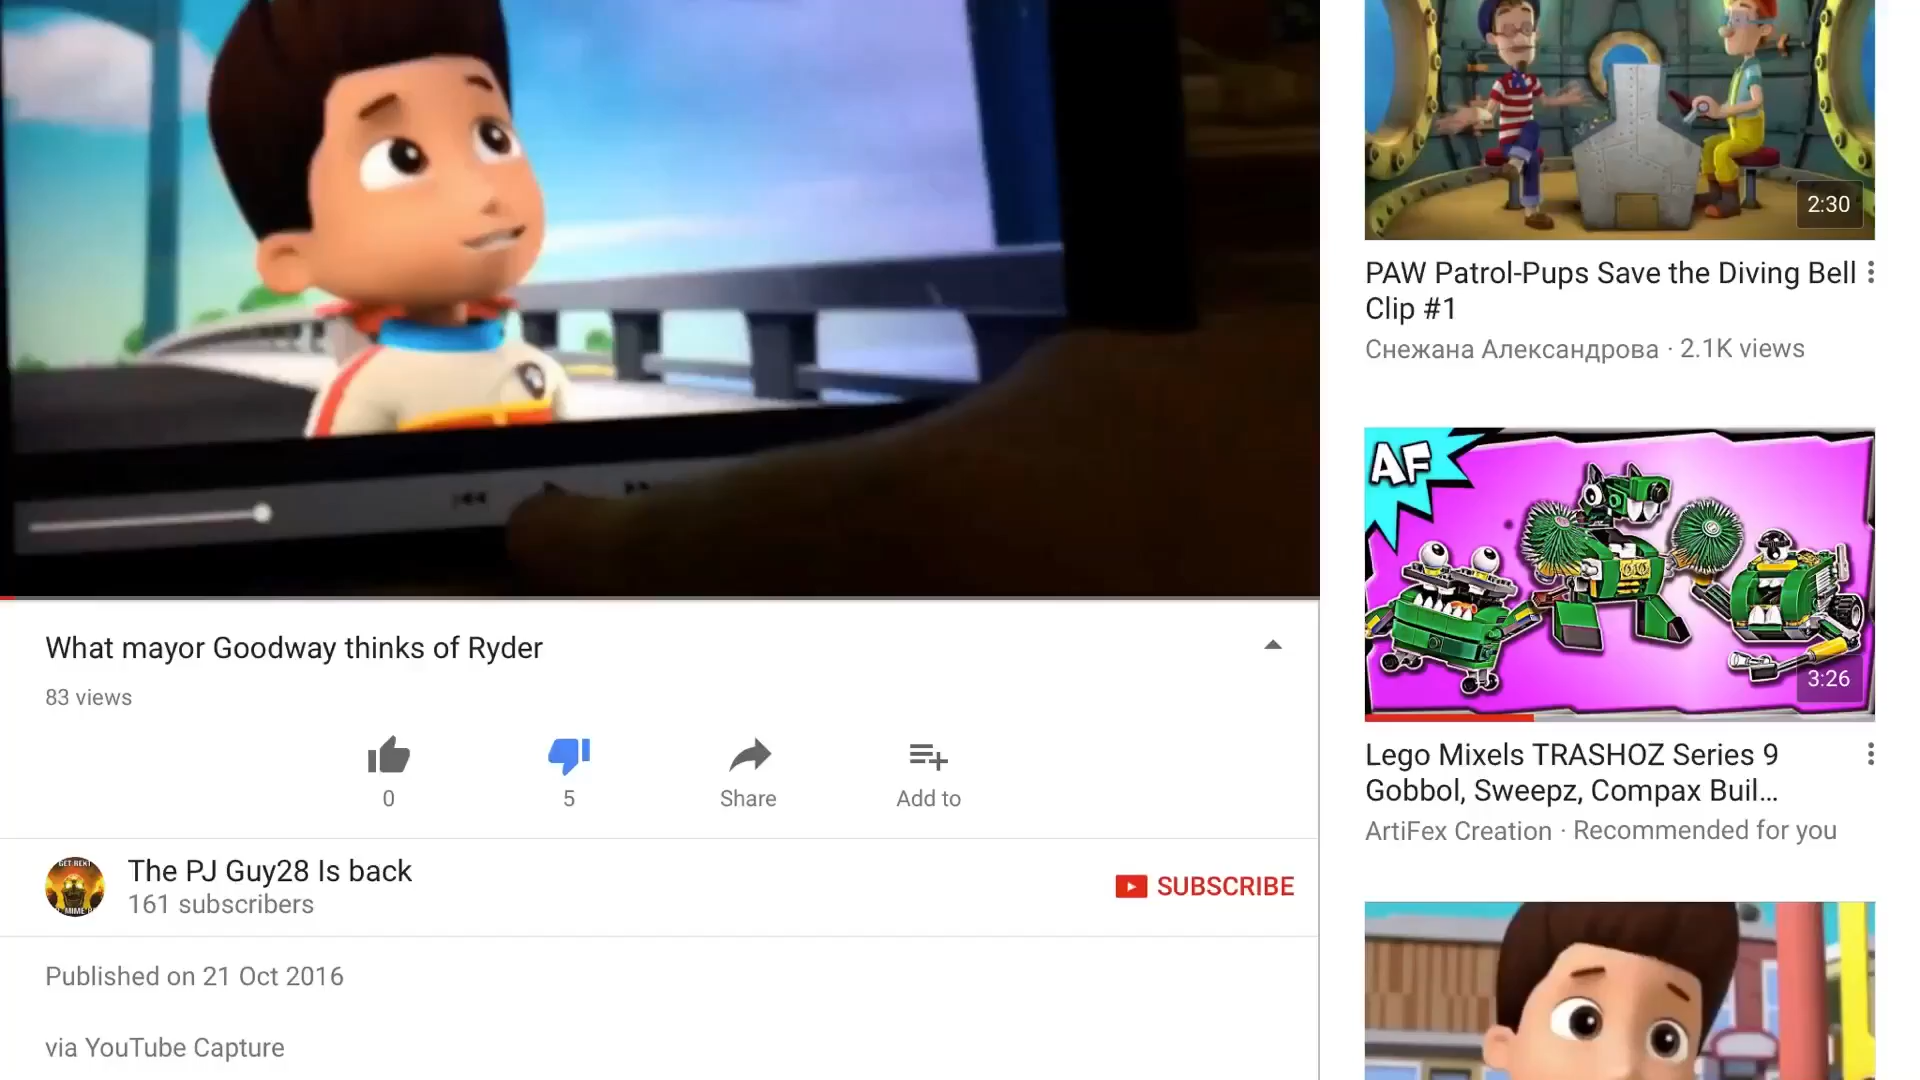 What mayor Goodway thinks of Ryder
83 views
0
5
Share
Add to
The PJ Guy28 Is back
161 subscribers
SUBSCRIBE
Published on 21 Oct 2016
via YouTube Capture
2:30
PAW Patrol-Pups Save the Diving Bell
Clip #1
Снежана Александрова · 2.1K views
AF
3:26
Lego Mixels TRASHOZ Series 9
Gobbol, Sweepz, Compax Buil...
ArtiFex Creation · Recommended for you